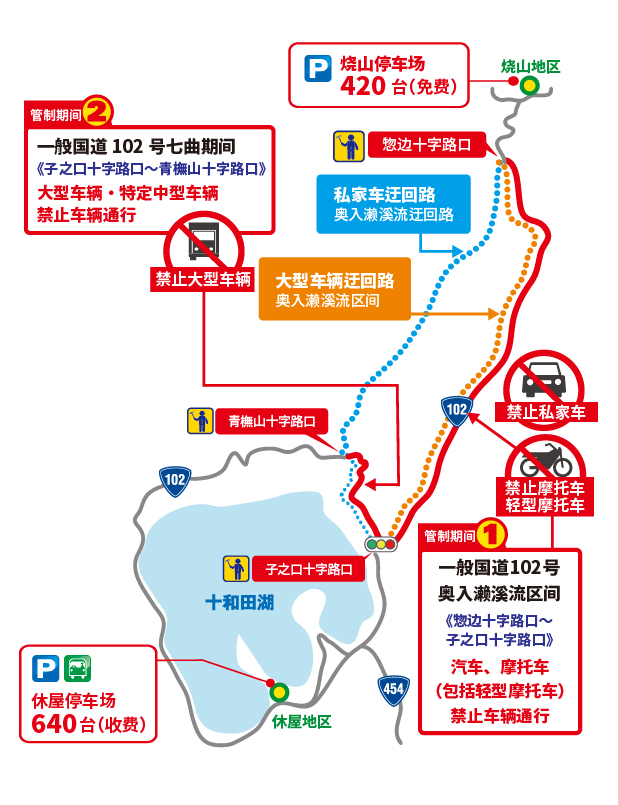 P
烧山停车场
420 台(免费)
烧山地区
管制期间 2
一般国道 102 号七曲期间
《子之口十字路口～青橅山十字路口》
大型车辆・特定中型车辆
禁止车辆通行
惣边十字路口
私家车迂回路
奥入濑溪流迂回路
禁止大型车辆
大型车辆迂回路
奥入濑溪流区间
禁止私家车
102
青橅山十字路口
102
禁止摩托车
轻型摩托车
管制期间 1
一般国道102号
奥入濑溪流区间
《惣边十字路口～
子之口十字路口》
汽车、摩托车
（包括轻型摩托车）
禁止车辆通行
子之口十字路口
十和田湖
P
休屋停车场
640 台(收费)
休屋地区
454